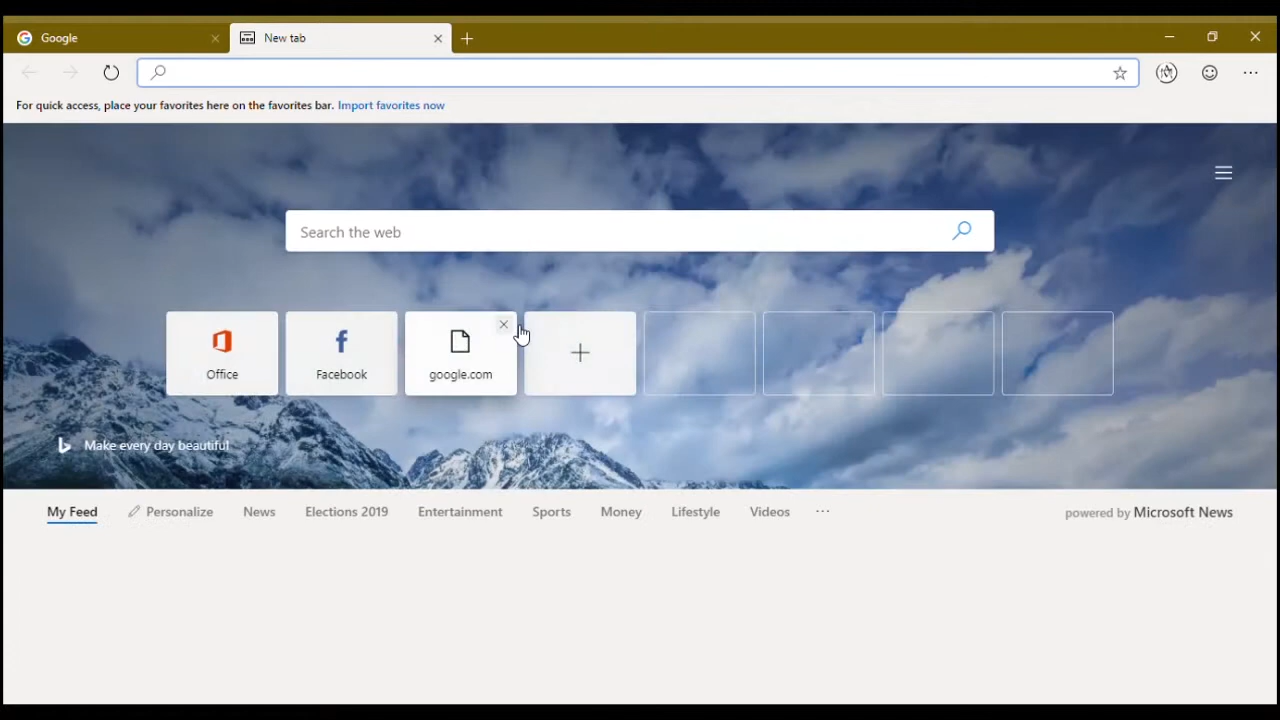 Google
New tab
For quick access, place your favorites here on the favorites bar. Import favorites now
Search the web
Office
Facebook
google.com
Make every day beautiful
My Feed Personalize News Elections 2019 Entertainment Sports Money Lifestyle Videos ... powered by Microsoft News